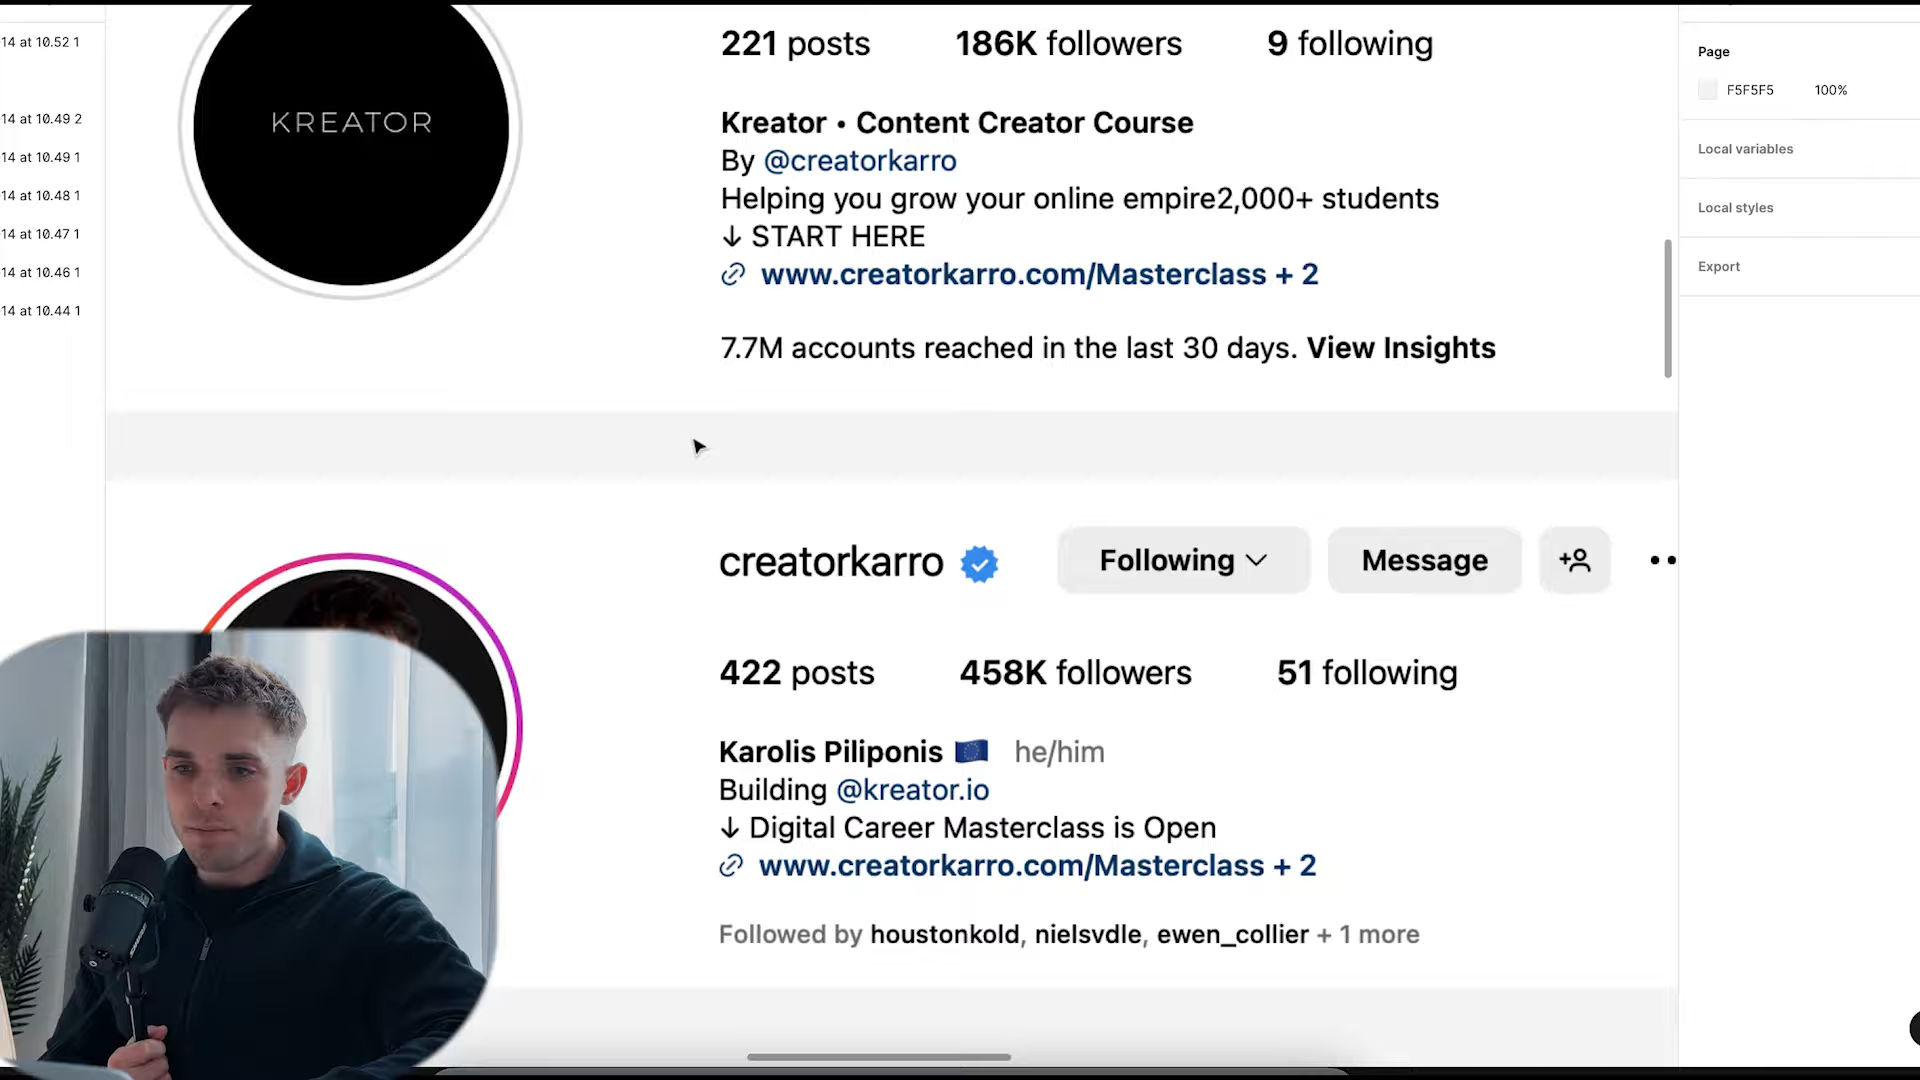 14 at 10.52 1
14 at 10.49 2
14 at 10.49 1
14 at 10.48 1
14 at 10.47 1
14 at 10.46 1
14 at 10.44 1
KREATOR
221 posts 186K followers 9 following
Kreator • Content Creator Course
By @creatorkarro
Helping you grow your online empire2,000+ students
↓ START HERE
www.creatorkarro.com/Masterclass + 2
7.7M accounts reached in the last 30 days. View Insights
creatorkarro Following Message
422 posts 458K followers 51 following
Karolis Piliponis 🇪🇺 he/him
Building @kreator.io
↓ Digital Career Masterclass is Open
www.creatorkarro.com/Masterclass + 2
Followed by houstonkold, nielsvdle, ewen_collier + 1 more
Page
F5F5F5 100%
Local variables
Local styles
Export